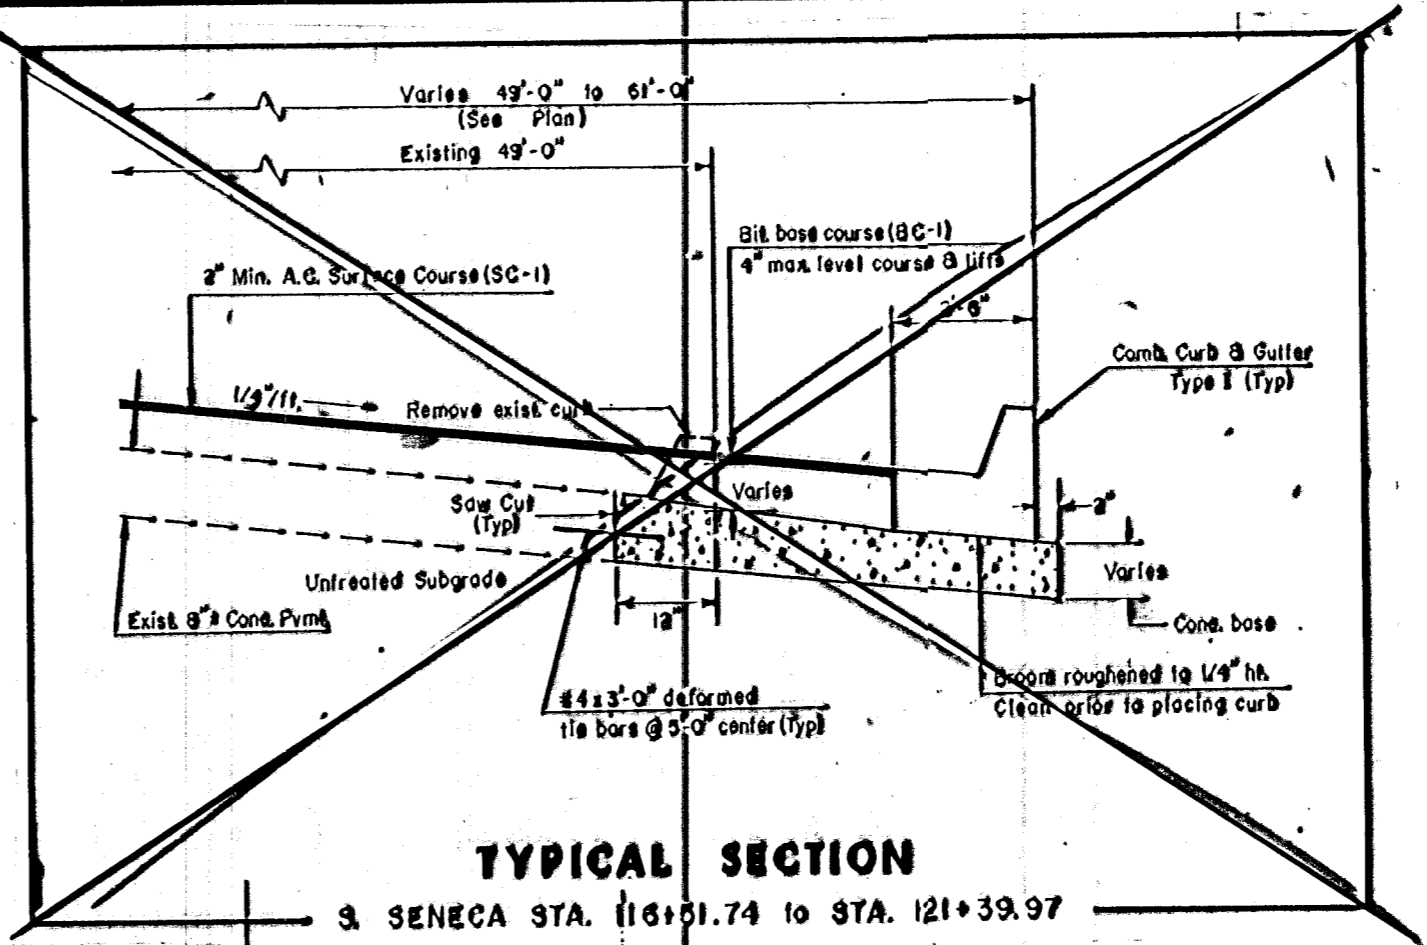 Varies 49'-0" to 61'-0"
(See Plan)
Existing 49'-0"
Bit. base course (BC-1)
4" max. level course & lifts
2" Min. A.C. Surface Course (SC-1)
2'-6"
Comb. Curb & Gutter
Type I (Typ)
1/4"/ft.
Remove exist. curb
Varies
Saw Cut
(Typ)
2"
Untreated Subgrade
Varies
12"
Exist. 8"± Conc. Pvmt.
Conc. base
#4 x 3'-0" deformed
tie bars @ 5'-0" center (Typ)
Broom roughened to 1/4" ht.
Clean prior to placing curb
TYPICAL SECTION
S. SENECA STA. 116+51.74 to STA. 121+39.97